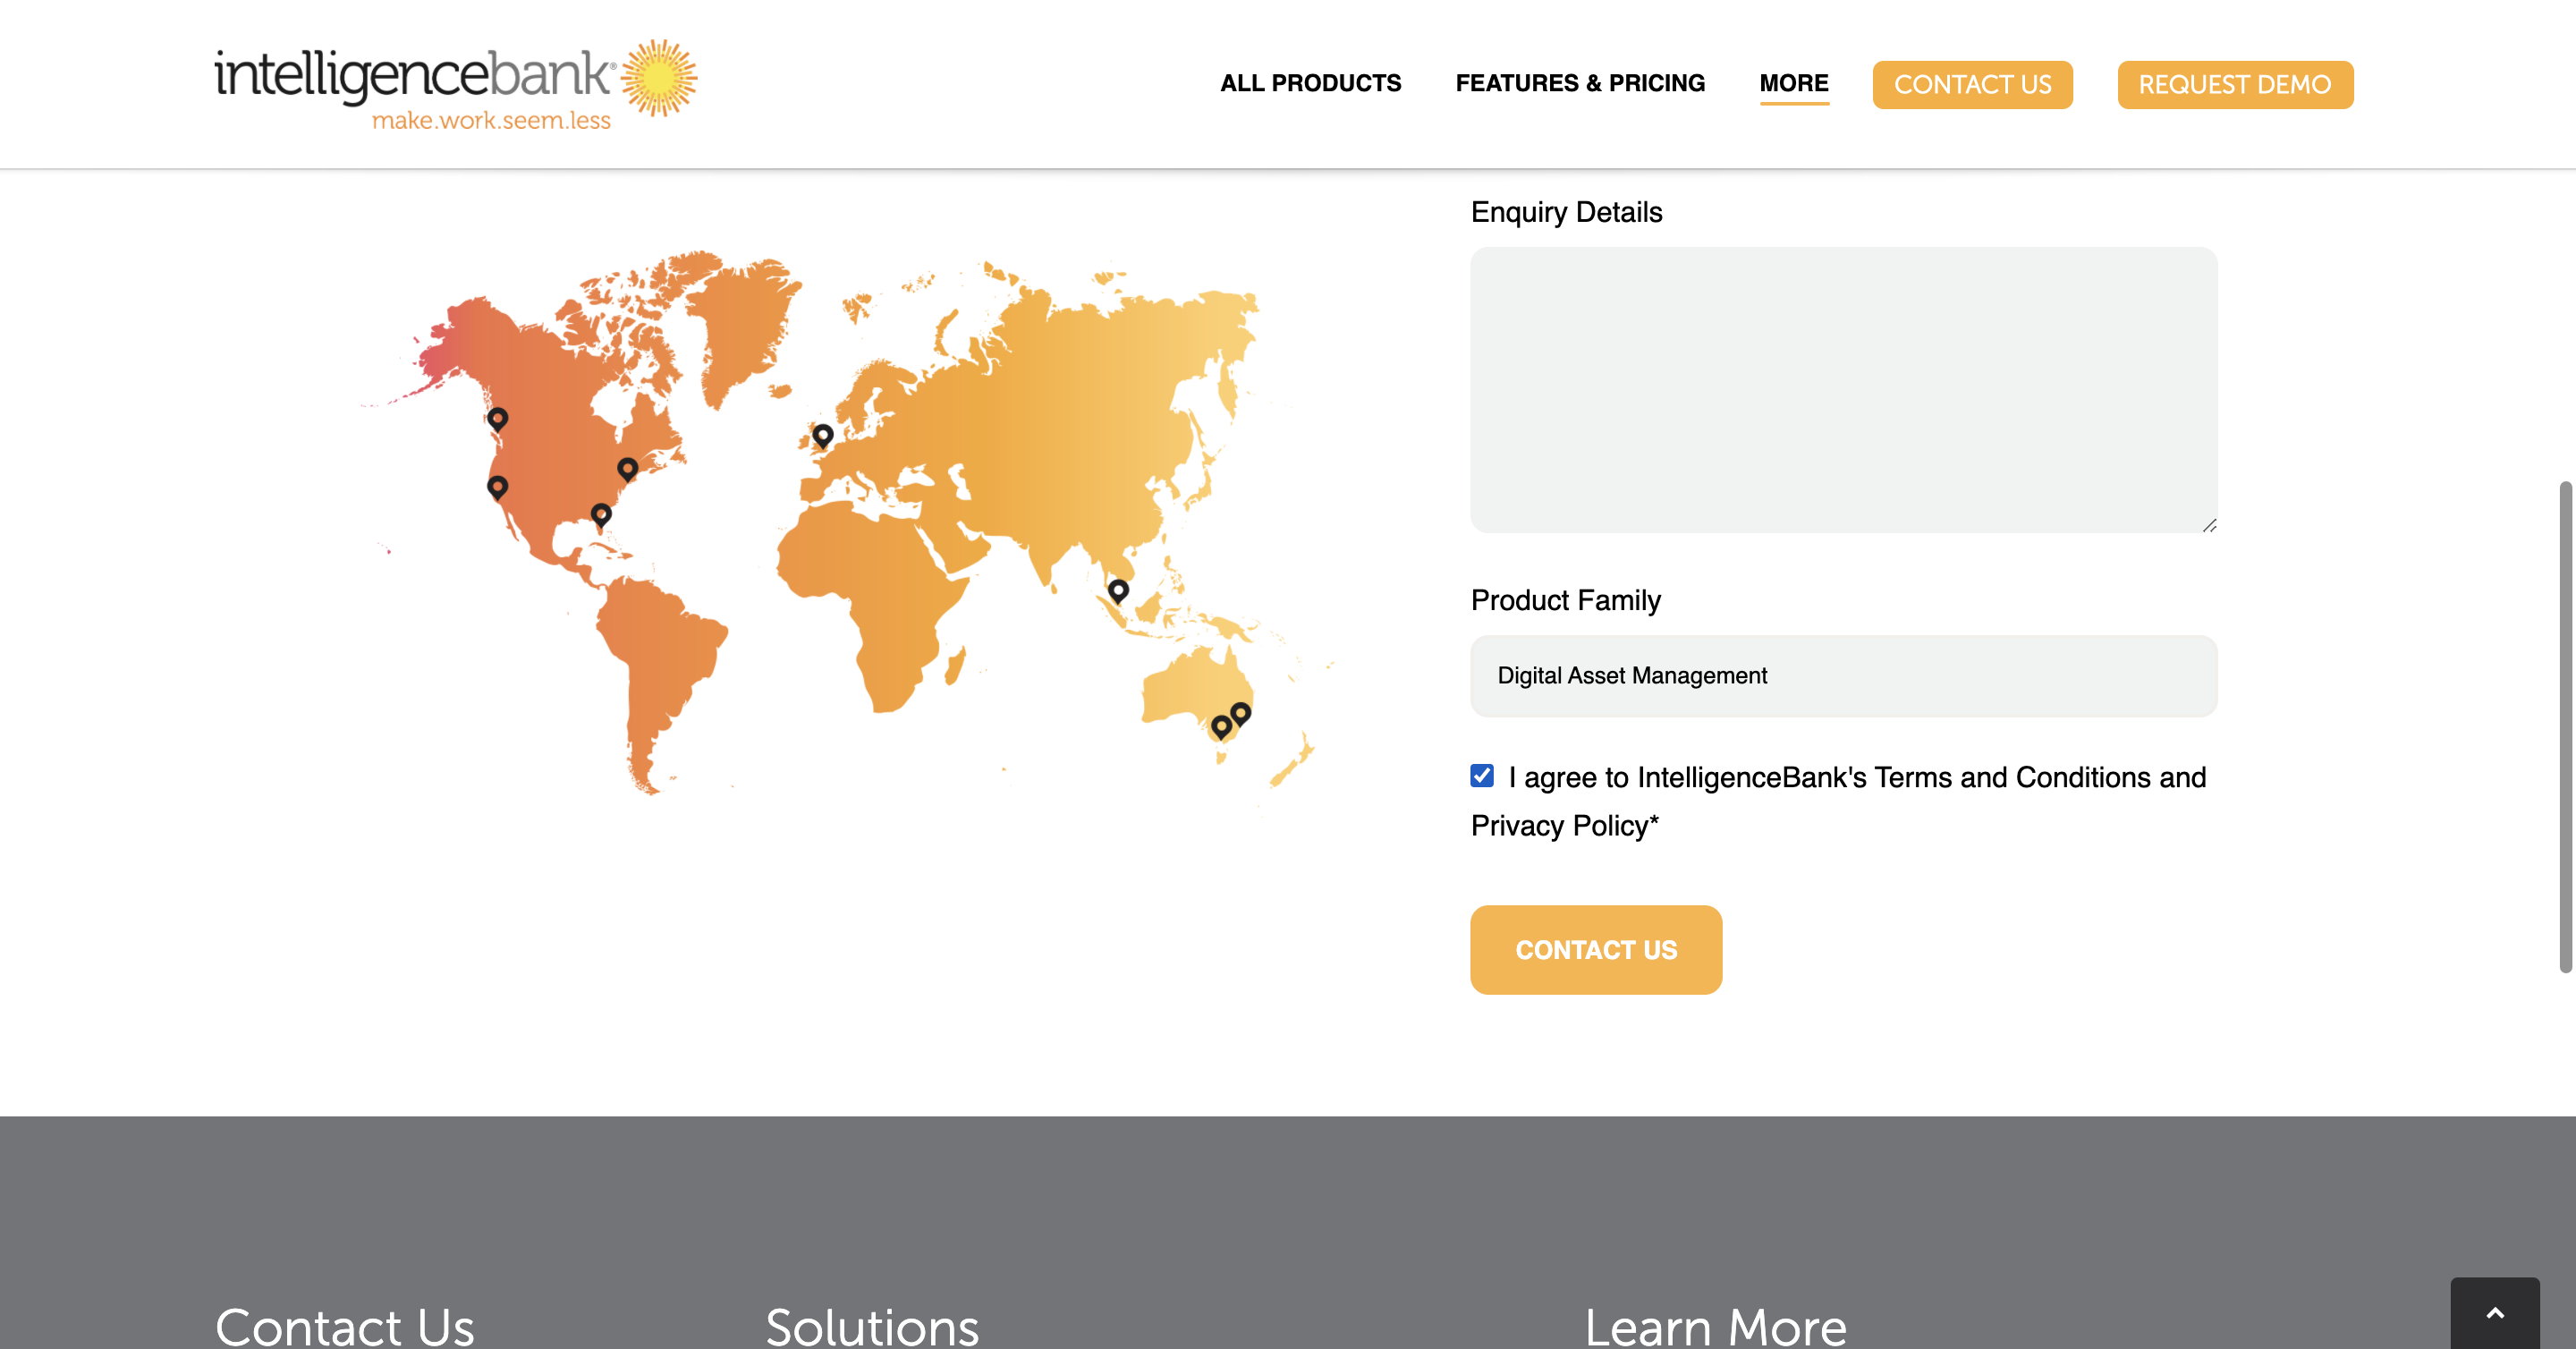 intelligencebank®
make.work.seem.less
ALL PRODUCTS
FEATURES & PRICING
MORE
CONTACT US
REQUEST DEMO
Enquiry Details
Product Family
Digital Asset Management
I agree to IntelligenceBank's Terms and Conditions and
Privacy Policy*
CONTACT US
Contact Us
Solutions
Learn More